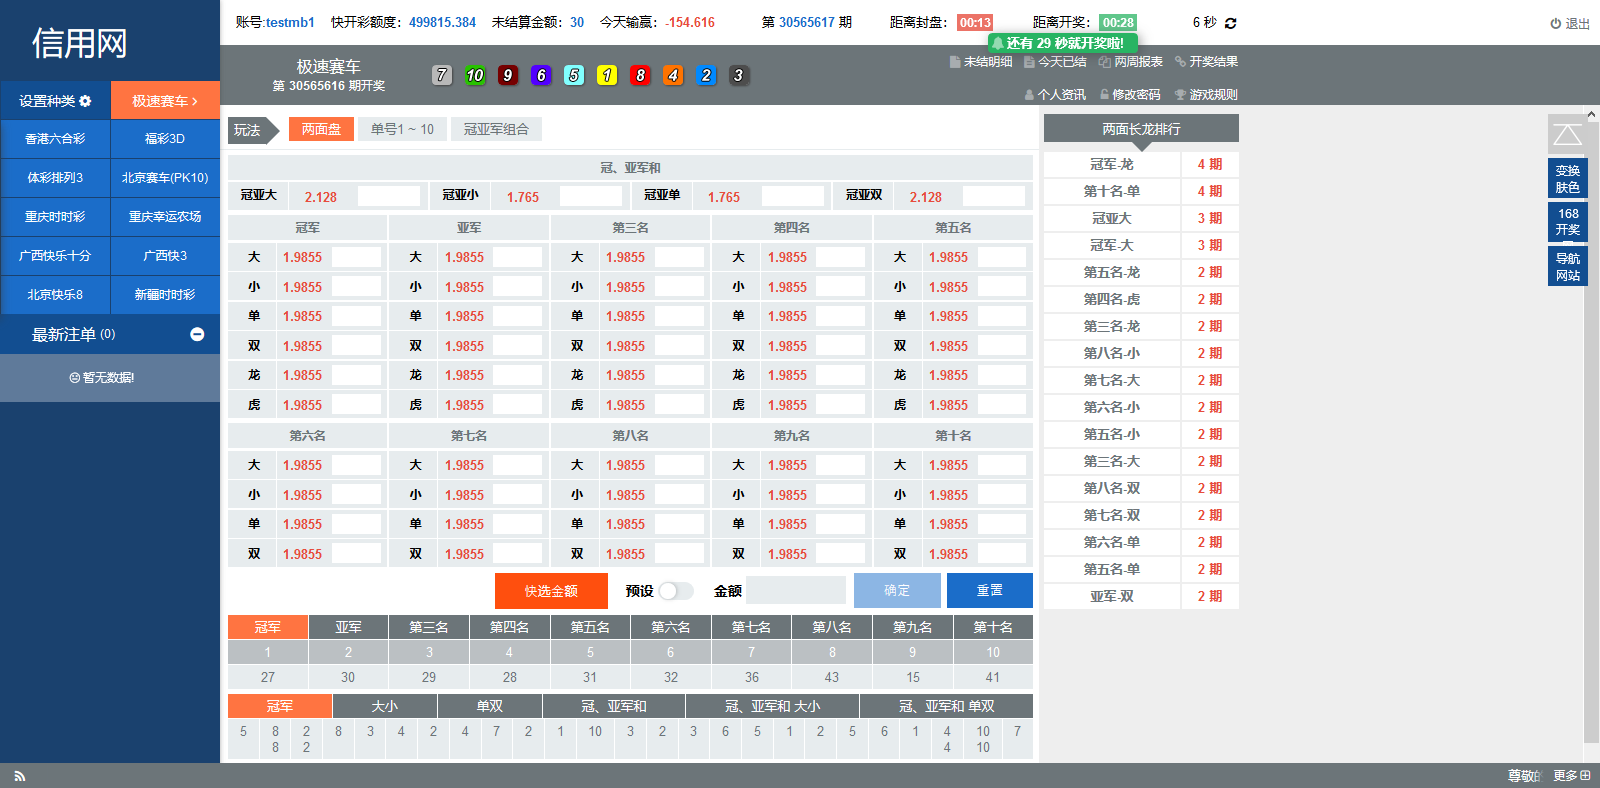 信用网
账号:testmb1 快开彩额度: 499815.384 未结算金额: 30 今天输赢: -154.616 第 30565617 期 距离封盘: 00:13 距离开奖: 00:28 6 秒 退出
还有 29 秒就开奖啦!
极速赛车
第 30565616 期开奖
7 10 9 6 5 1 8 4 2 3
未结明细 今天已结 两周报表 开奖结果
个人资讯 修改密码 游戏规则
设置种类 极速赛车
香港六合彩 福彩3D
体彩排列3 北京赛车(PK10)
重庆时时彩 重庆幸运农场
广西快乐十分 广西快3
北京快乐8 新疆时时彩
最新注单 (0)
暂无数据!
玩法 两面盘 单号1 ~ 10 冠亚军组合
冠、亚军和
冠亚大 2.128 冠亚小 1.765 冠亚单 1.765 冠亚双 2.128
冠军 亚军 第三名 第四名 第五名
大 1.9855 大 1.9855 大 1.9855 大 1.9855 大 1.9855
小 1.9855 小 1.9855 小 1.9855 小 1.9855 小 1.9855
单 1.9855 单 1.9855 单 1.9855 单 1.9855 单 1.9855
双 1.9855 双 1.9855 双 1.9855 双 1.9855 双 1.9855
龙 1.9855 龙 1.9855 龙 1.9855 龙 1.9855 龙 1.9855
虎 1.9855 虎 1.9855 虎 1.9855 虎 1.9855 虎 1.9855
第六名 第七名 第八名 第九名 第十名
大 1.9855 大 1.9855 大 1.9855 大 1.9855 大 1.9855
小 1.9855 小 1.9855 小 1.9855 小 1.9855 小 1.9855
单 1.9855 单 1.9855 单 1.9855 单 1.9855 单 1.9855
双 1.9855 双 1.9855 双 1.9855 双 1.9855 双 1.9855
快选金额 预设 金额 确定 重置
冠军 亚军 第三名 第四名 第五名 第六名 第七名 第八名 第九名 第十名
1 2 3 4 5 6 7 8 9 10
27 30 29 28 31 32 36 43 15 41
冠军 大小 单双 冠、亚军和 冠、亚军和 大小 冠、亚军和 单双
5 8 2 8 3 4 2 4 7 2 1 10 3 2 3 6 5 1 2 5 6 1 4 10 7
8 2 4 10
两面长龙排行
冠军-龙 4 期
第十名-单 4 期
冠亚大 3 期
冠军-大 3 期
第五名-龙 2 期
第四名-虎 2 期
第三名-龙 2 期
第八名-小 2 期
第七名-大 2 期
第六名-小 2 期
第五名-小 2 期
第三名-大 2 期
第八名-双 2 期
第七名-双 2 期
第六名-单 2 期
第五名-单 2 期
亚军-双 2 期
变换
肤色
168
开奖
导航
网站
尊敬的 更多